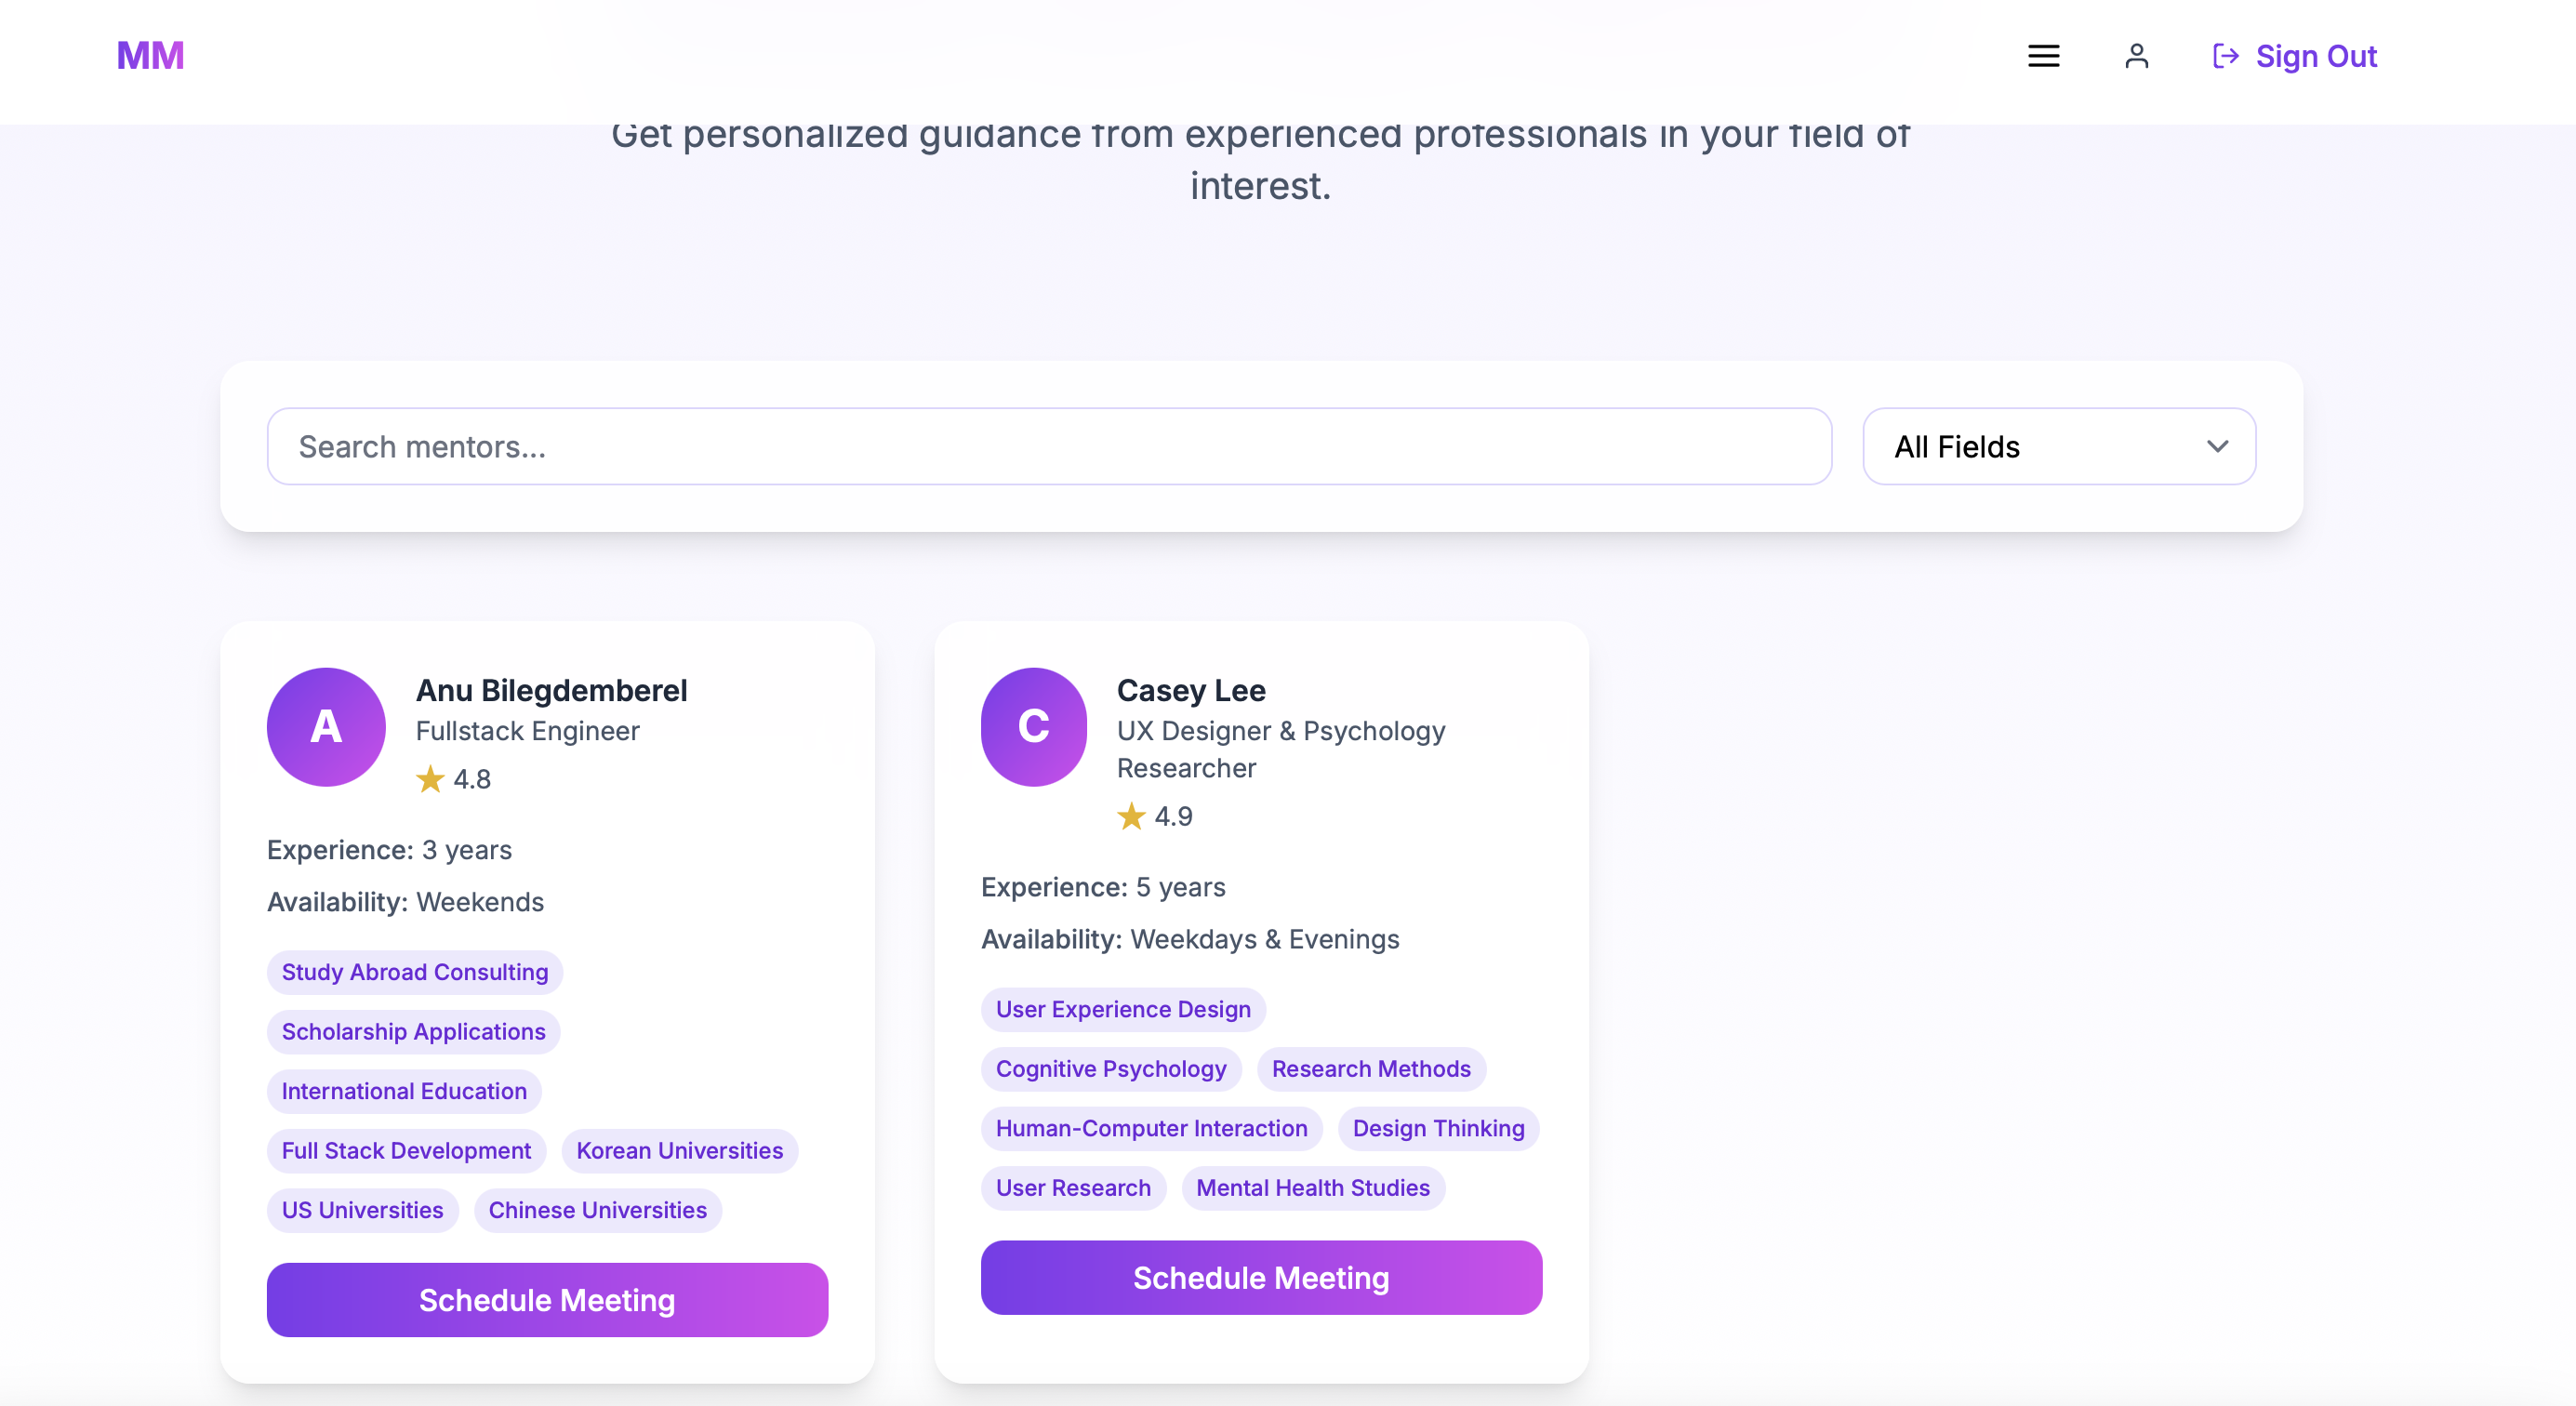 MM
Sign Out
Get personalized guidance from experienced professionals in your field of
interest.
Search mentors...
All Fields
A
Anu Bilegdemberel
Fullstack Engineer
4.8
Experience: 3 years
Availability: Weekends
Study Abroad Consulting
Scholarship Applications
International Education
Full Stack Development Korean Universities
US Universities Chinese Universities
Schedule Meeting
C
Casey Lee
UX Designer & Psychology
Researcher
4.9
Experience: 5 years
Availability: Weekdays & Evenings
User Experience Design
Cognitive Psychology Research Methods
Human-Computer Interaction Design Thinking
User Research Mental Health Studies
Schedule Meeting